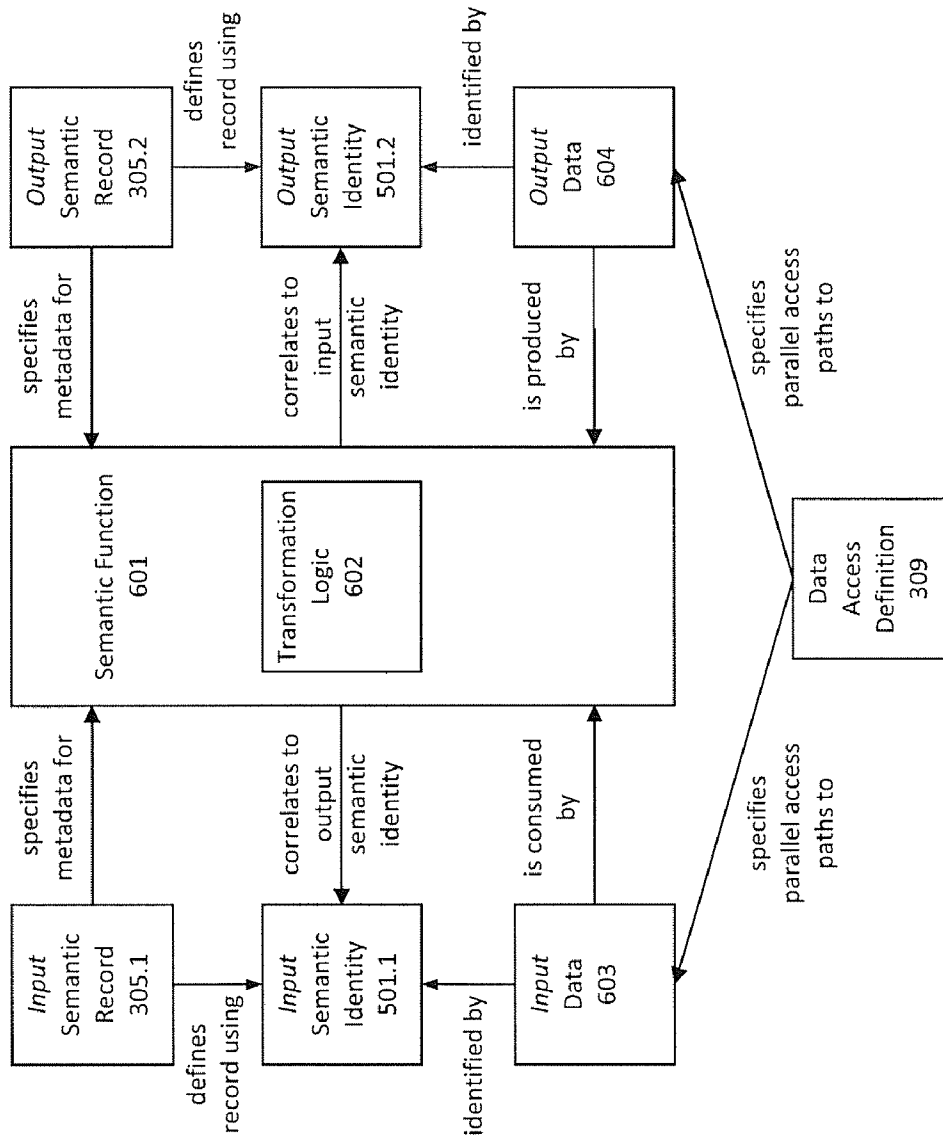 Input
Semantic
Record
305.1
specifies
metadata for
Semantic Function
601
specifies
metadata for
Output
Semantic
Record
305.2
defines
record using
defines
record using
Input
Semantic
Identity
501.1
correlates to
output
semantic
identity
Transformation
Logic
602
correlates to
input
semantic
identity
Output
Semantic
Identity
501.2
identified by
identified by
Input
Data
603
is consumed
by
is produced
by
Output
Data
604
specifies
parallel access
paths to
specifies
parallel access
paths to
Data
Access
Definition
309